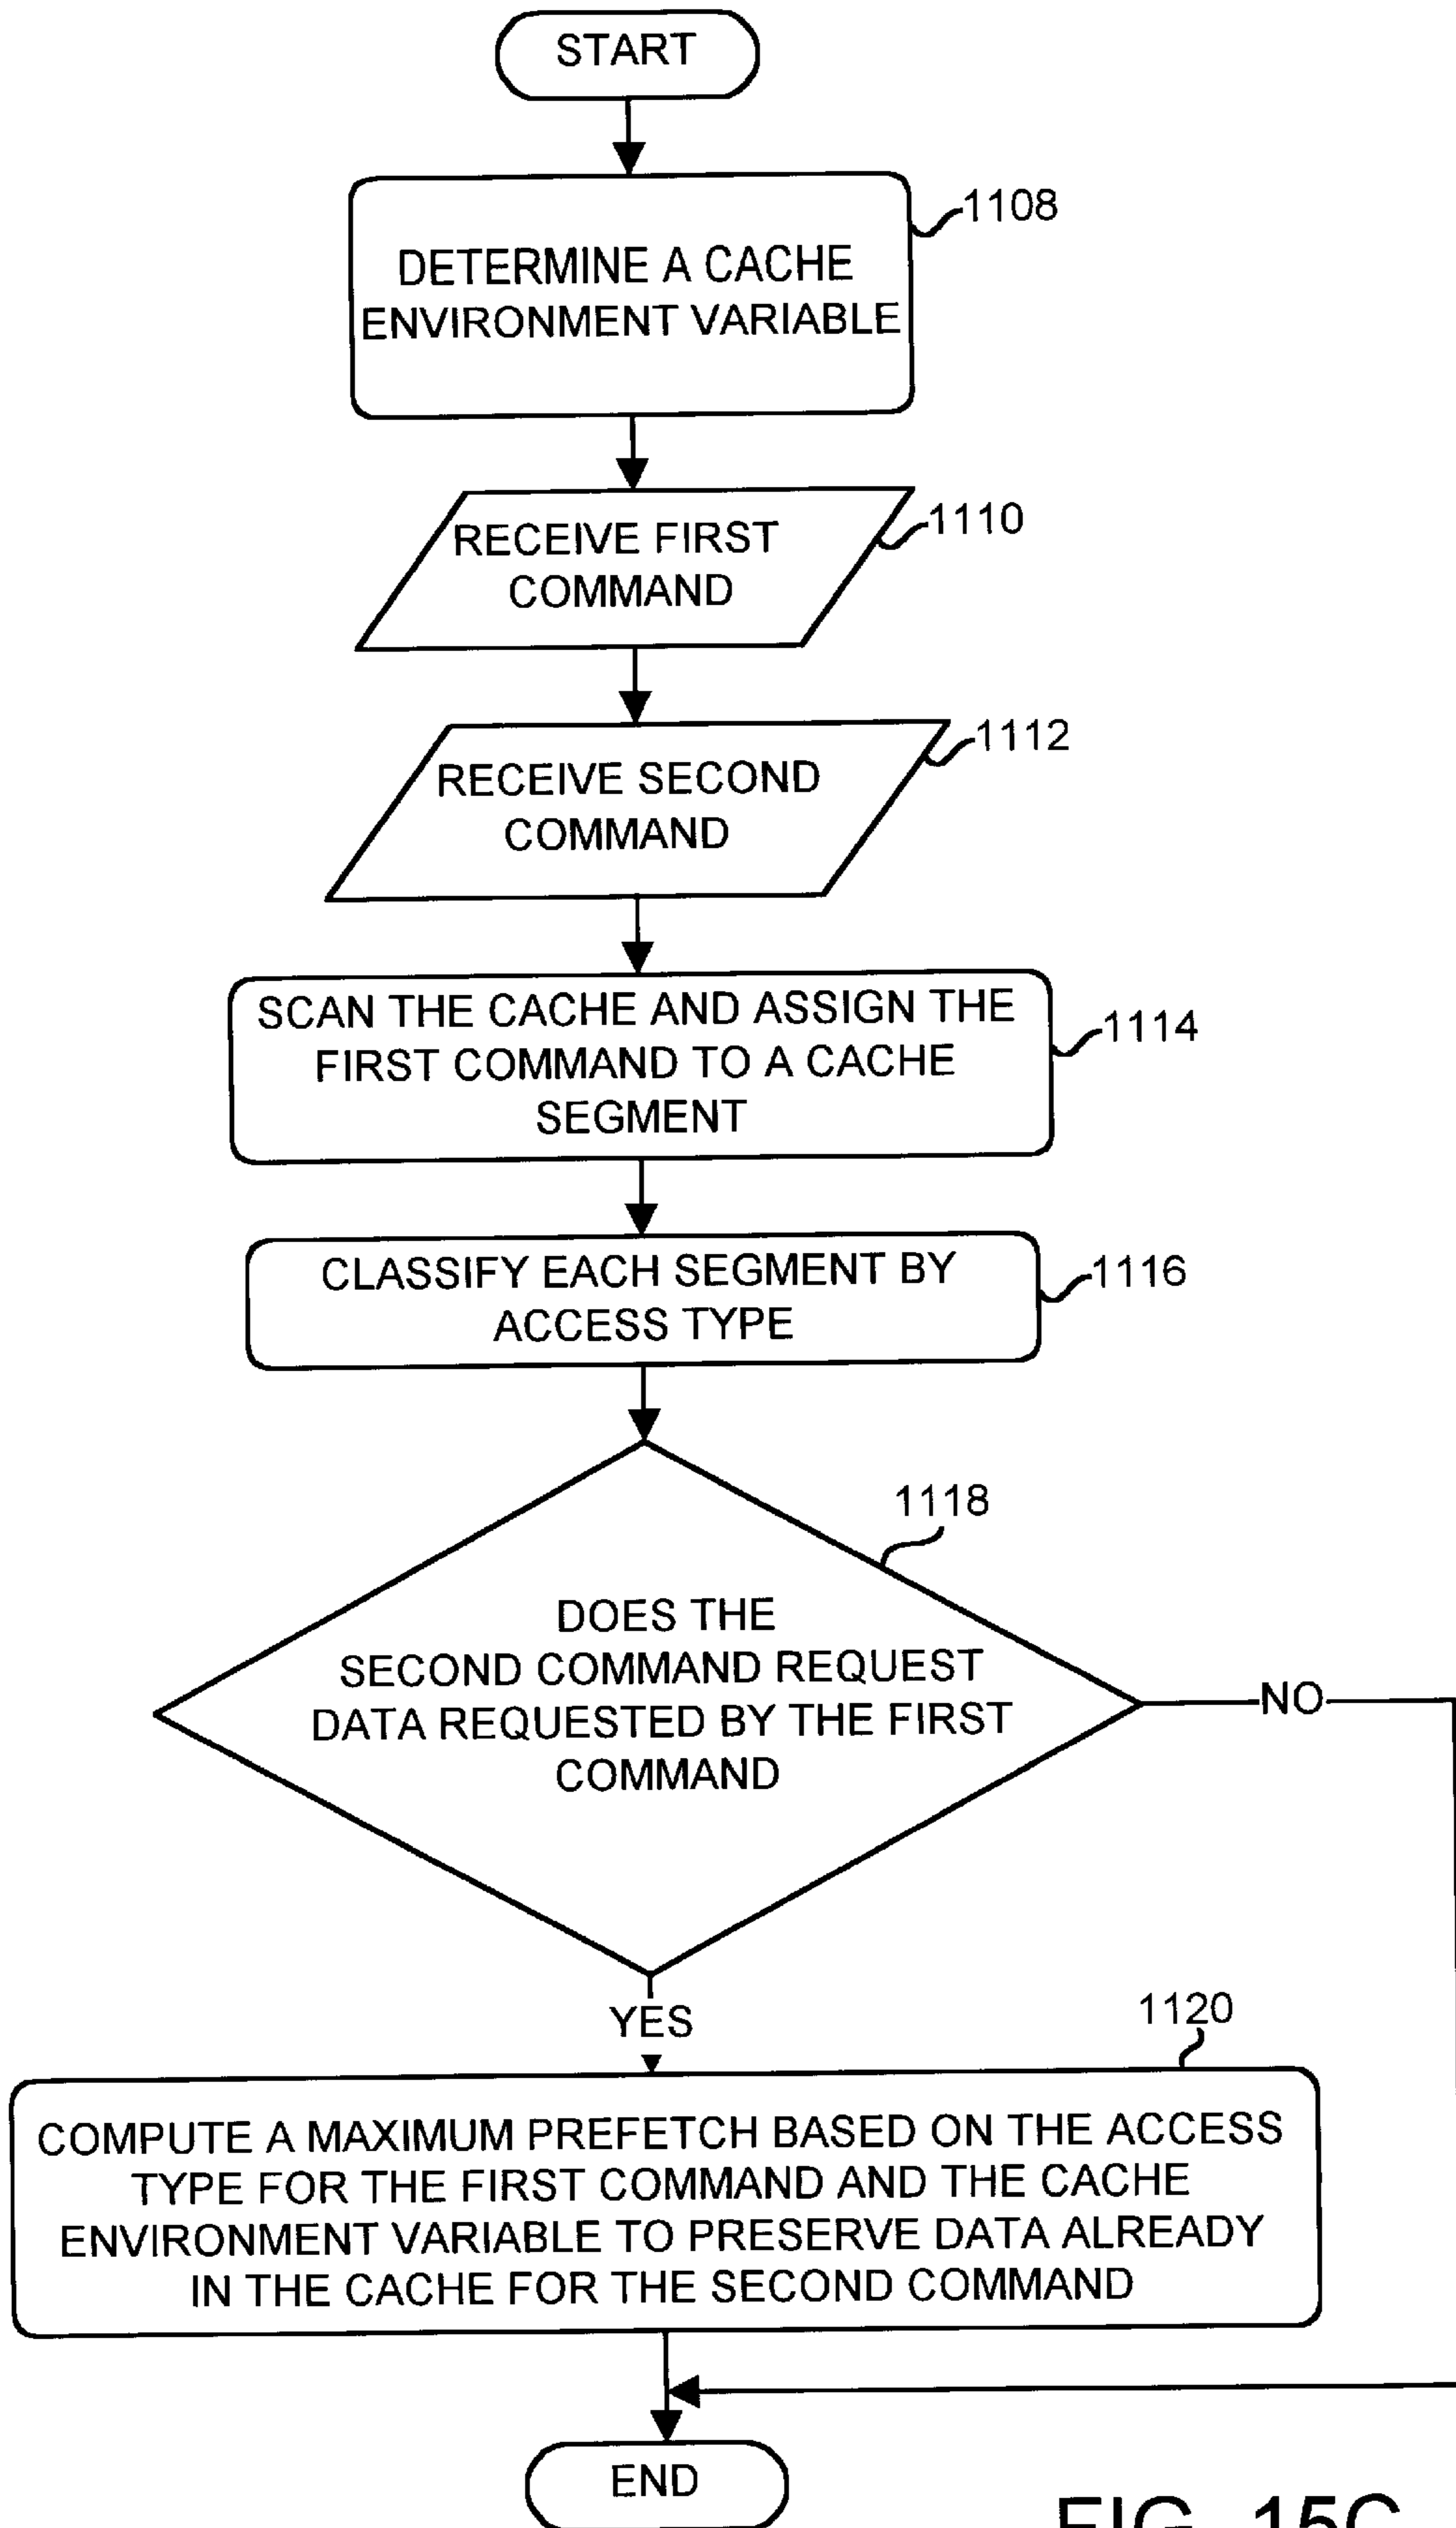 START
1108
DETERMINE A CACHE
ENVIRONMENT VARIABLE
1110
RECEIVE FIRST
COMMAND
1112
RECEIVE SECOND
COMMAND
SCAN THE CACHE AND ASSIGN THE
FIRST COMMAND TO A CACHE
SEGMENT
1114
CLASSIFY EACH SEGMENT BY
ACCESS TYPE
1116
1118
DOES THE
SECOND COMMAND REQUEST
DATA REQUESTED BY THE FIRST
COMMAND
NO
YES
1120
COMPUTE A MAXIMUM PREFETCH BASED ON THE ACCESS
TYPE FOR THE FIRST COMMAND AND THE CACHE
ENVIRONMENT VARIABLE TO PRESERVE DATA ALREADY
IN THE CACHE FOR THE SECOND COMMAND
END
FIG. 15C